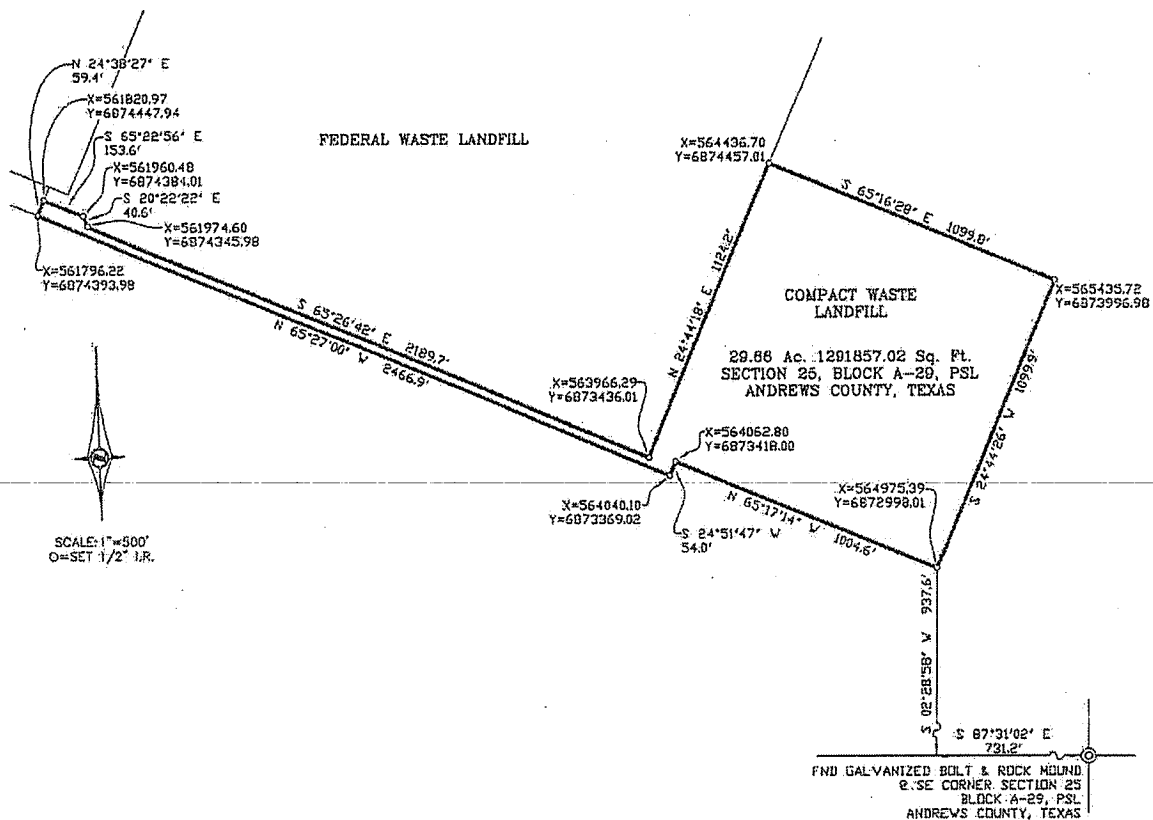 N 24°38'27" E
59.4'
X=561820.97
Y=6874447.94
S 65°22'56" E
153.6'
X=561960.48
Y=6874384.01
S 20°22'22" E
40.6'
X=561974.60
Y=6874345.98
X=561796.22
Y=6874393.98
FEDERAL WASTE LANDFILL
X=564436.70
Y=6874457.01
S 65°16'28" E 1099.8'
N 24°44'18" E 1124.2'
COMPACT WASTE
LANDFILL
29.66 Ac. 1291857.02 Sq. Ft.
SECTION 25, BLOCK A-29, PSL
ANDREWS COUNTY, TEXAS
X=565435.72
Y=6873996.98
S 24°44'26" W 1099.9'
S 65°26'42" E 2189.7'
N 65°27'00" W 2466.9'
X=563966.29
Y=6873436.01
X=564062.80
Y=6873418.00
X=564040.10
Y=6873369.02
S 24°51'47" W
54.0'
N 65°17'14" W 1004.6'
X=564975.39
Y=6872998.01
SCALE: 1"=500'
O=SET 1/2" I.R.
S 02°28'58" W 937.6'
S 87°31'02" E
731.2'
FND GALVANIZED BOLT & ROCK MOUND
@ SE CORNER SECTION 25
BLOCK A-29, PSL
ANDREWS COUNTY, TEXAS